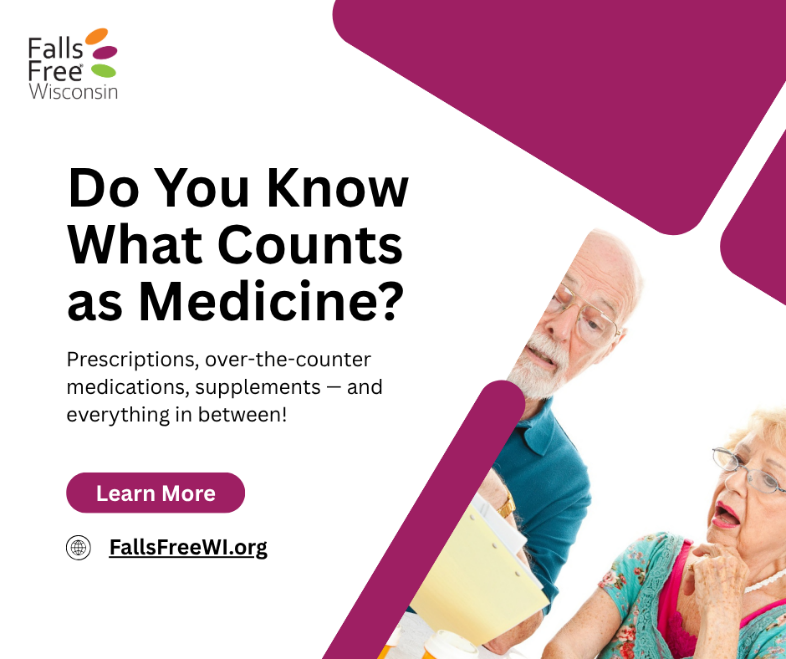 Falls
Free®
Wisconsin
Do You Know
What Counts
as Medicine?
Prescriptions, over-the-counter
medications, supplements — and
everything in between!
Learn More
FallsFreeWI.org